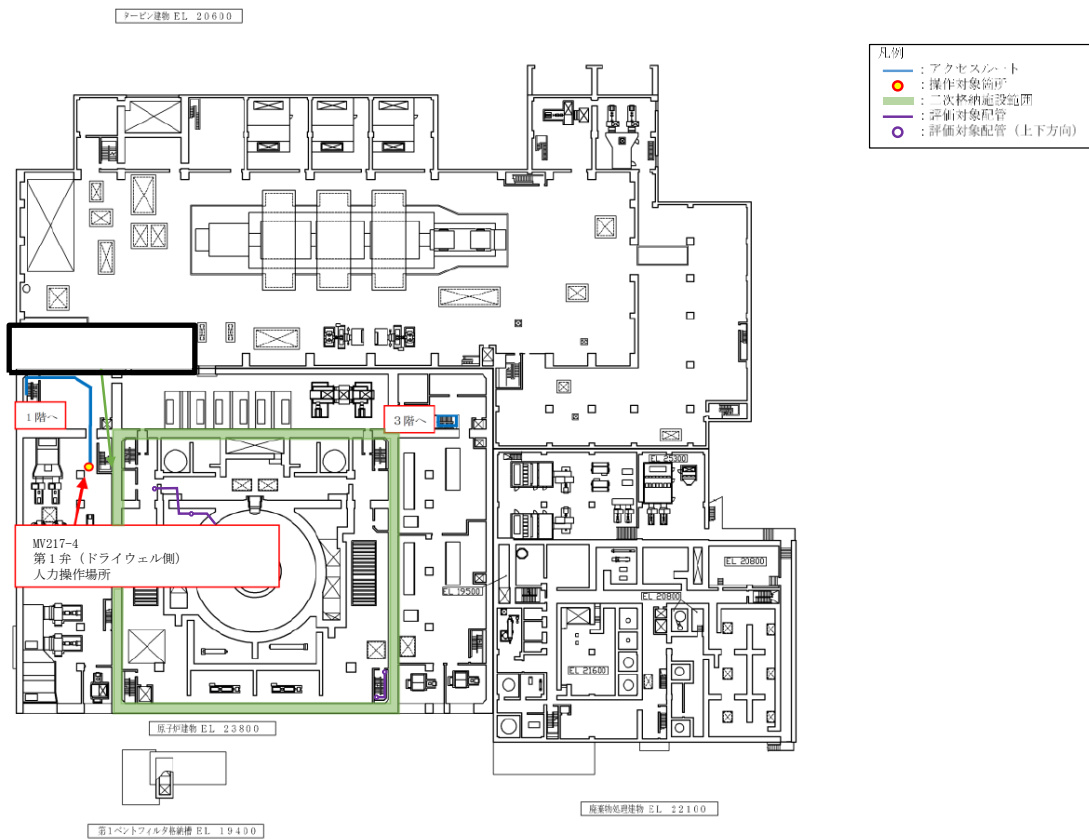 タービン建物 EL 20600
凡例
: アクセスルート
: 操作対象箇所
: 二次格納施設範囲
: 評価対象配管
: 評価対象配管（上下方向）
1階へ
3階へ
EL 25300
MV217-4
第1弁（ドライウェル側）
人力操作場所
EL 20800
EL 19500
EL 20800
EL 21600
原子炉建物 EL 23800
廃棄物処理建物 EL 22100
第1ベントフィルタ格納槽 EL 19400